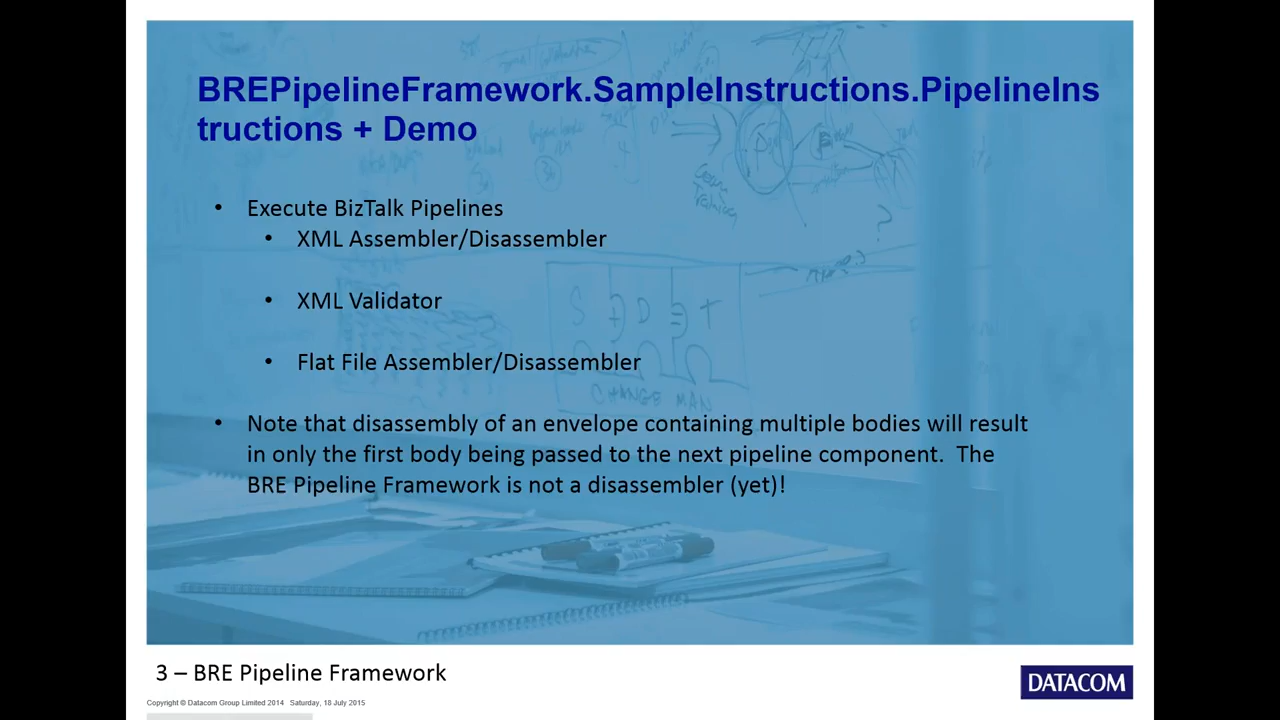 BREPipelineFramework.SampleInstructions.PipelineIns
tructions + Demo
• Execute BizTalk Pipelines
• XML Assembler/Disassembler
• XML Validator
• Flat File Assembler/Disassembler
• Note that disassembly of an envelope containing multiple bodies will result
in only the first body being passed to the next pipeline component. The
BRE Pipeline Framework is not a disassembler (yet)!
S D T
CHANGE MAN
3 – BRE Pipeline Framework
DATACOM
Copyright © Datacom Group Limited 2014 Saturday, 18 July 2015